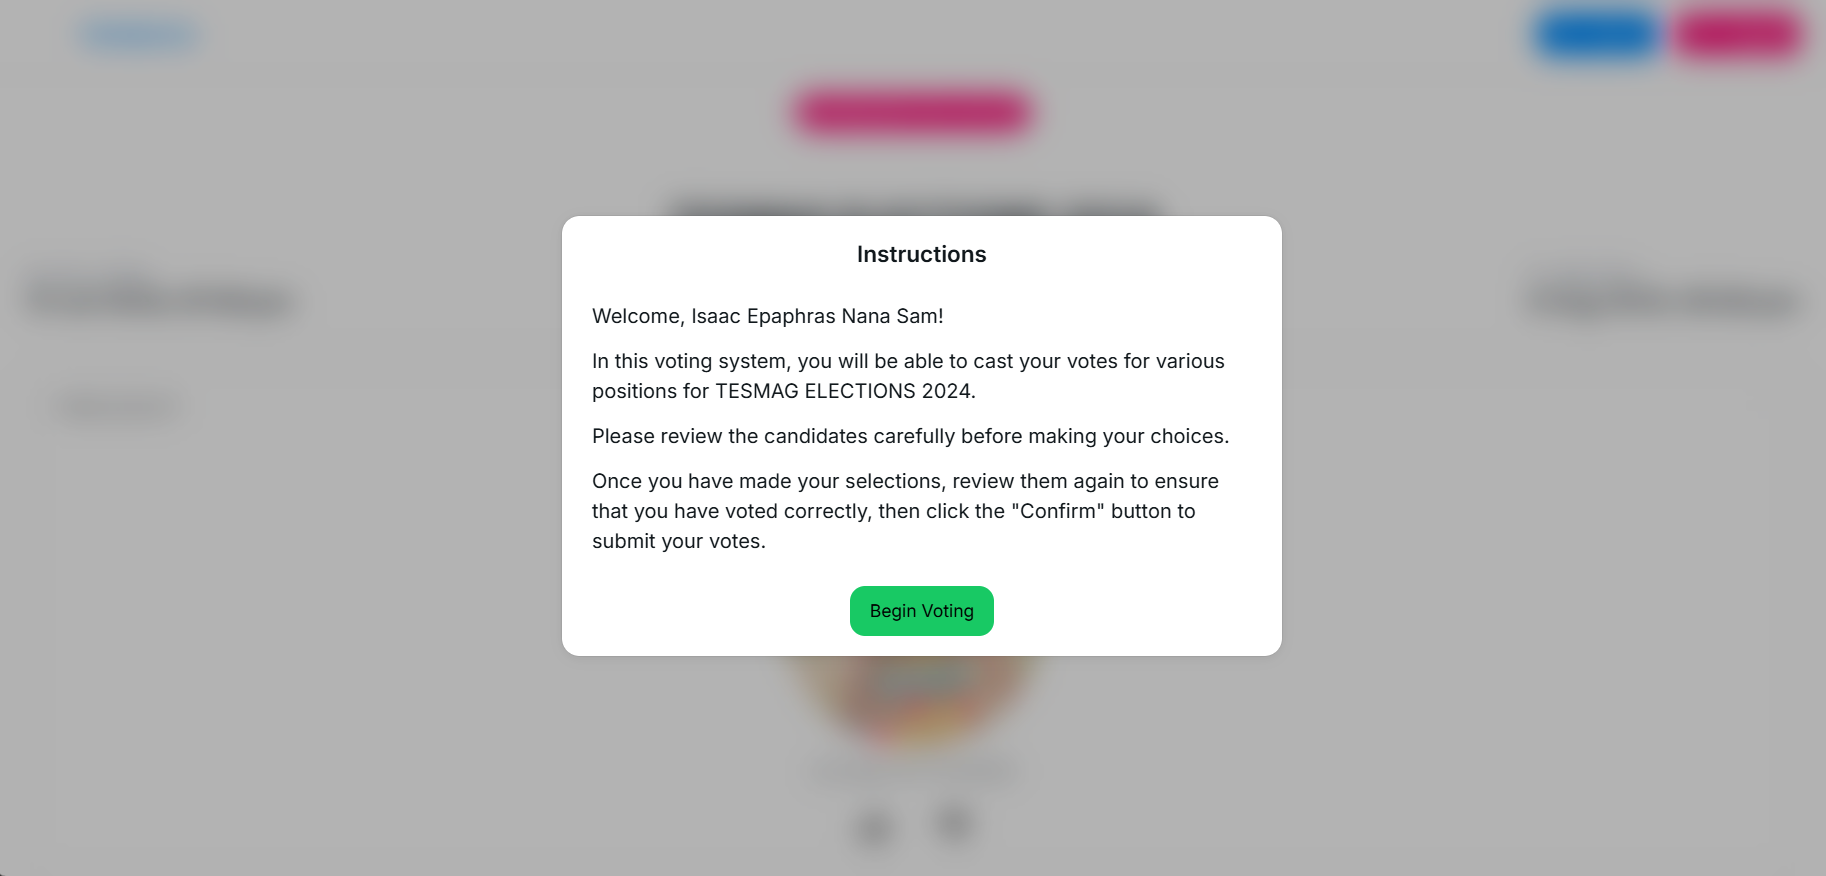 Instructions
Welcome, Isaac Epaphras Nana Sam!
In this voting system, you will be able to cast your votes for various
positions for TESMAG ELECTIONS 2024.
Please review the candidates carefully before making your choices.
Once you have made your selections, review them again to ensure
that you have voted correctly, then click the "Confirm" button to
submit your votes.
Begin Voting